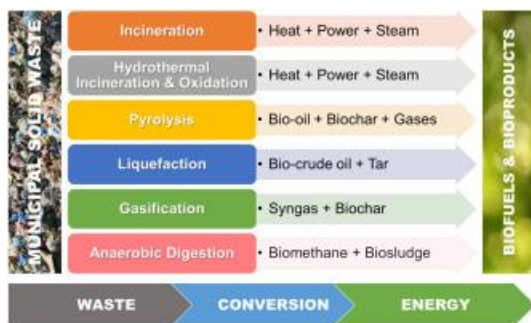 MUNICIPAL SOLID WASTE
Incineration
• Heat + Power + Steam
Hydrothermal
Incineration & Oxidation
• Heat + Power + Steam
Pyrolysis
• Bio-oil + Biochar + Gases
Liquefaction
• Bio-crude oil + Tar
Gasification
• Syngas + Biochar
Anaerobic Digestion
• Biomethane + Biosludge
BIOFUELS & BIOPRODUCTS
WASTE
CONVERSION
ENERGY